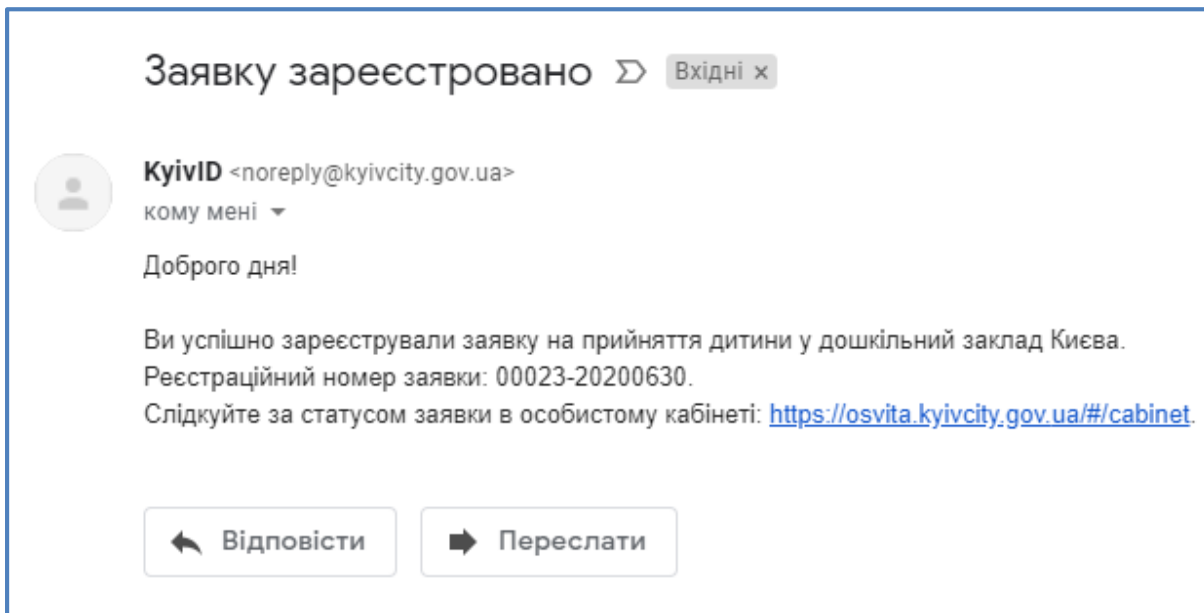 Заявку зареєстровано Вхідні ×
KyivID <noreply@kyivcity.gov.ua>
кому мені
Доброго дня!
Ви успішно зареєстрували заявку на прийняття дитини у дошкільний заклад Києва.
Реєстраційний номер заявки: 00023-20200630.
Слідкуйте за статусом заявки в особистому кабінеті: https://osvita.kyivcity.gov.ua/#/cabinet.
Відповісти Переслати